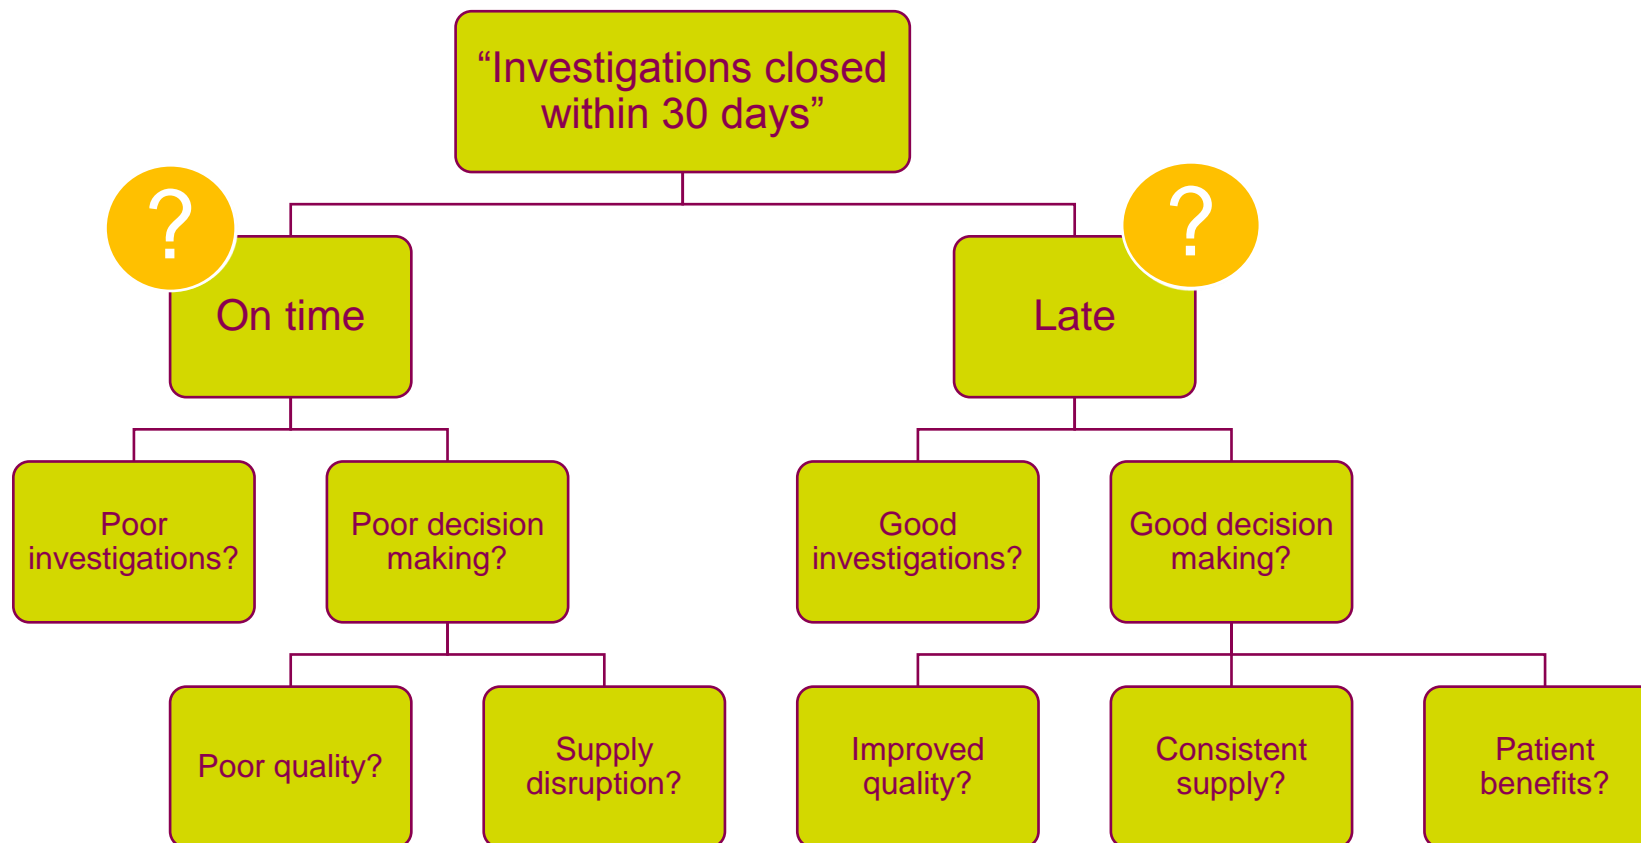 “Investigations closed
within 30 days”
?
?
On time
Late
Poor
investigations?
Poor decision
making?
Good
investigations?
Good decision
making?
Poor quality?
Supply
disruption?
Improved
quality?
Consistent
supply?
Patient
benefits?